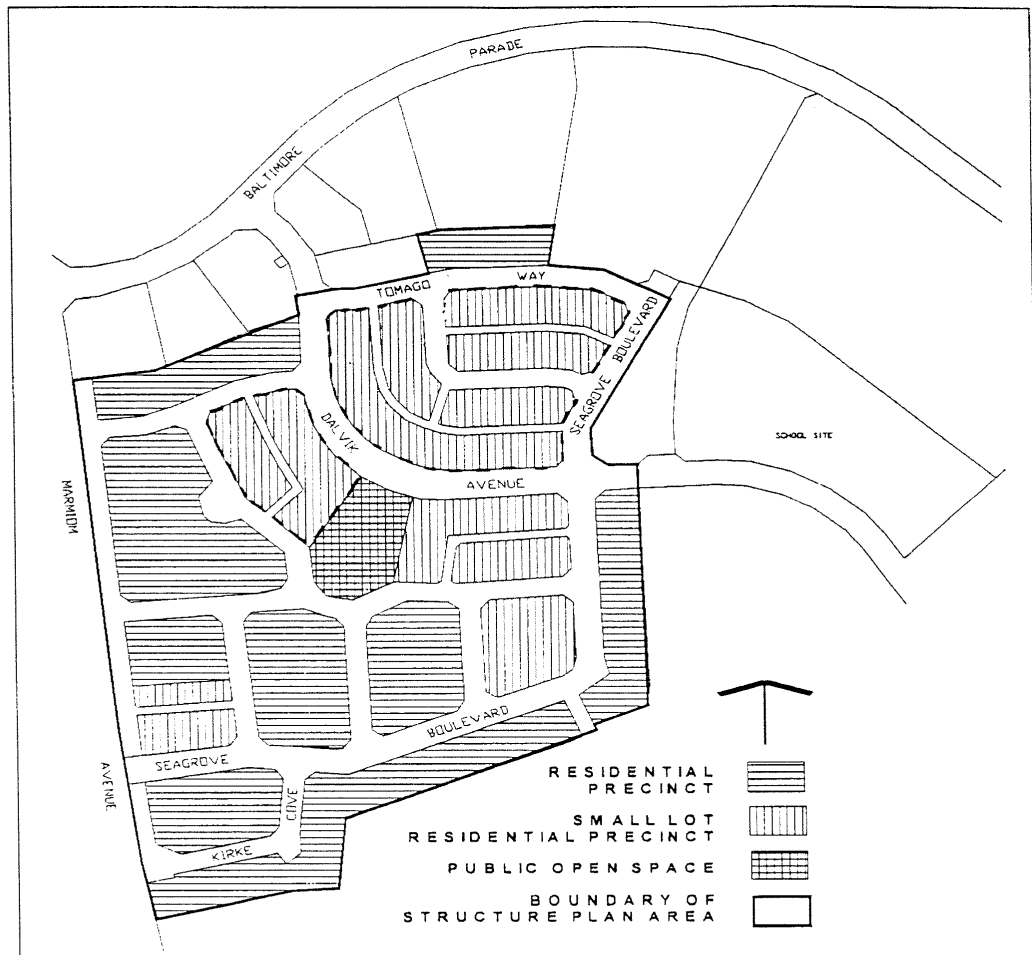 PARADE
BALTIMORE
TOMAGO
WAY
SEAGROVE BOULEVARD
DALVIK
AVENUE
SCHOOL SITE
MARMIOM
AVENUE
BOULEVARD
SEAGROVE
COVE
KIRKE
RESIDENTIAL
PRECINCT
SMALL LOT
RESIDENTIAL PRECINCT
PUBLIC OPEN SPACE
BOUNDARY OF
STRUCTURE PLAN AREA